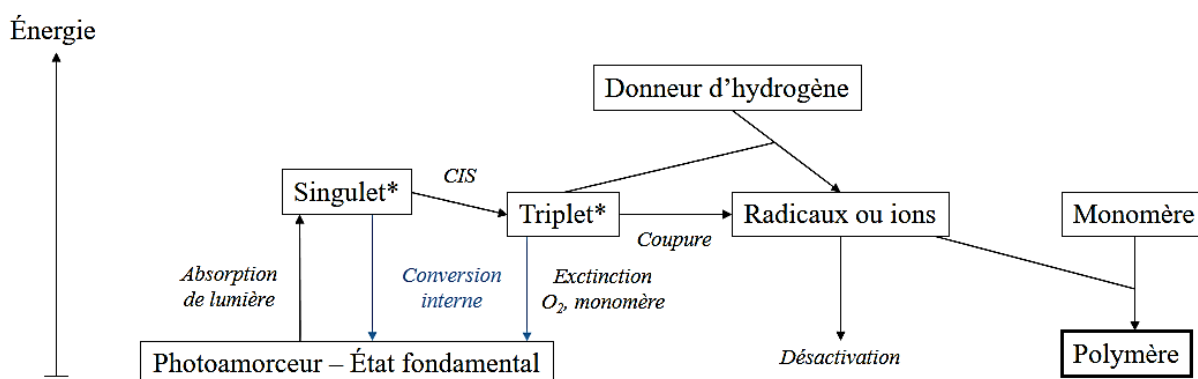 Énergie
Donneur d’hydrogène
CIS
Singulet*
Triplet*
Radicaux ou ions
Monomère
Coupure
Absorption
de lumière
Conversion
interne
Exctinction
O₂, monomère
Photoamorceur – État fondamental
Désactivation
Polymère